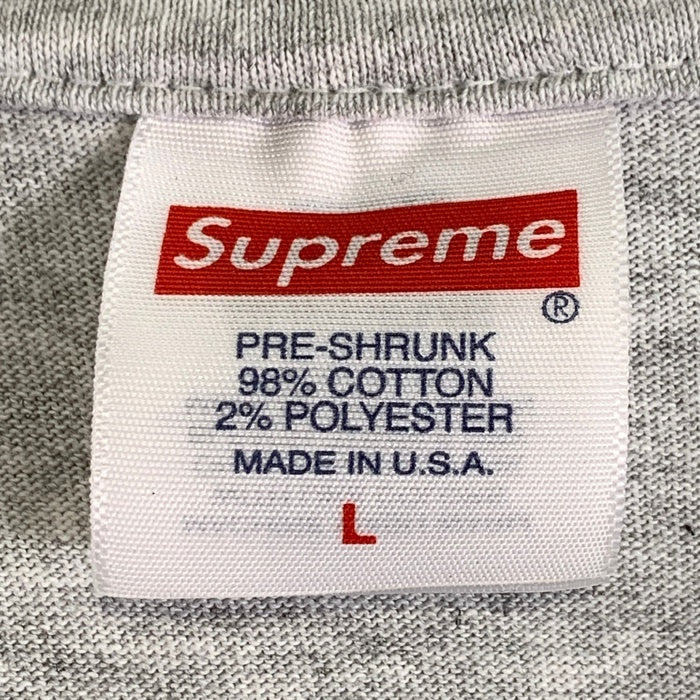 Supreme
®
PRE-SHRUNK
98% COTTON
2% POLYESTER
MADE IN U.S.A.
L